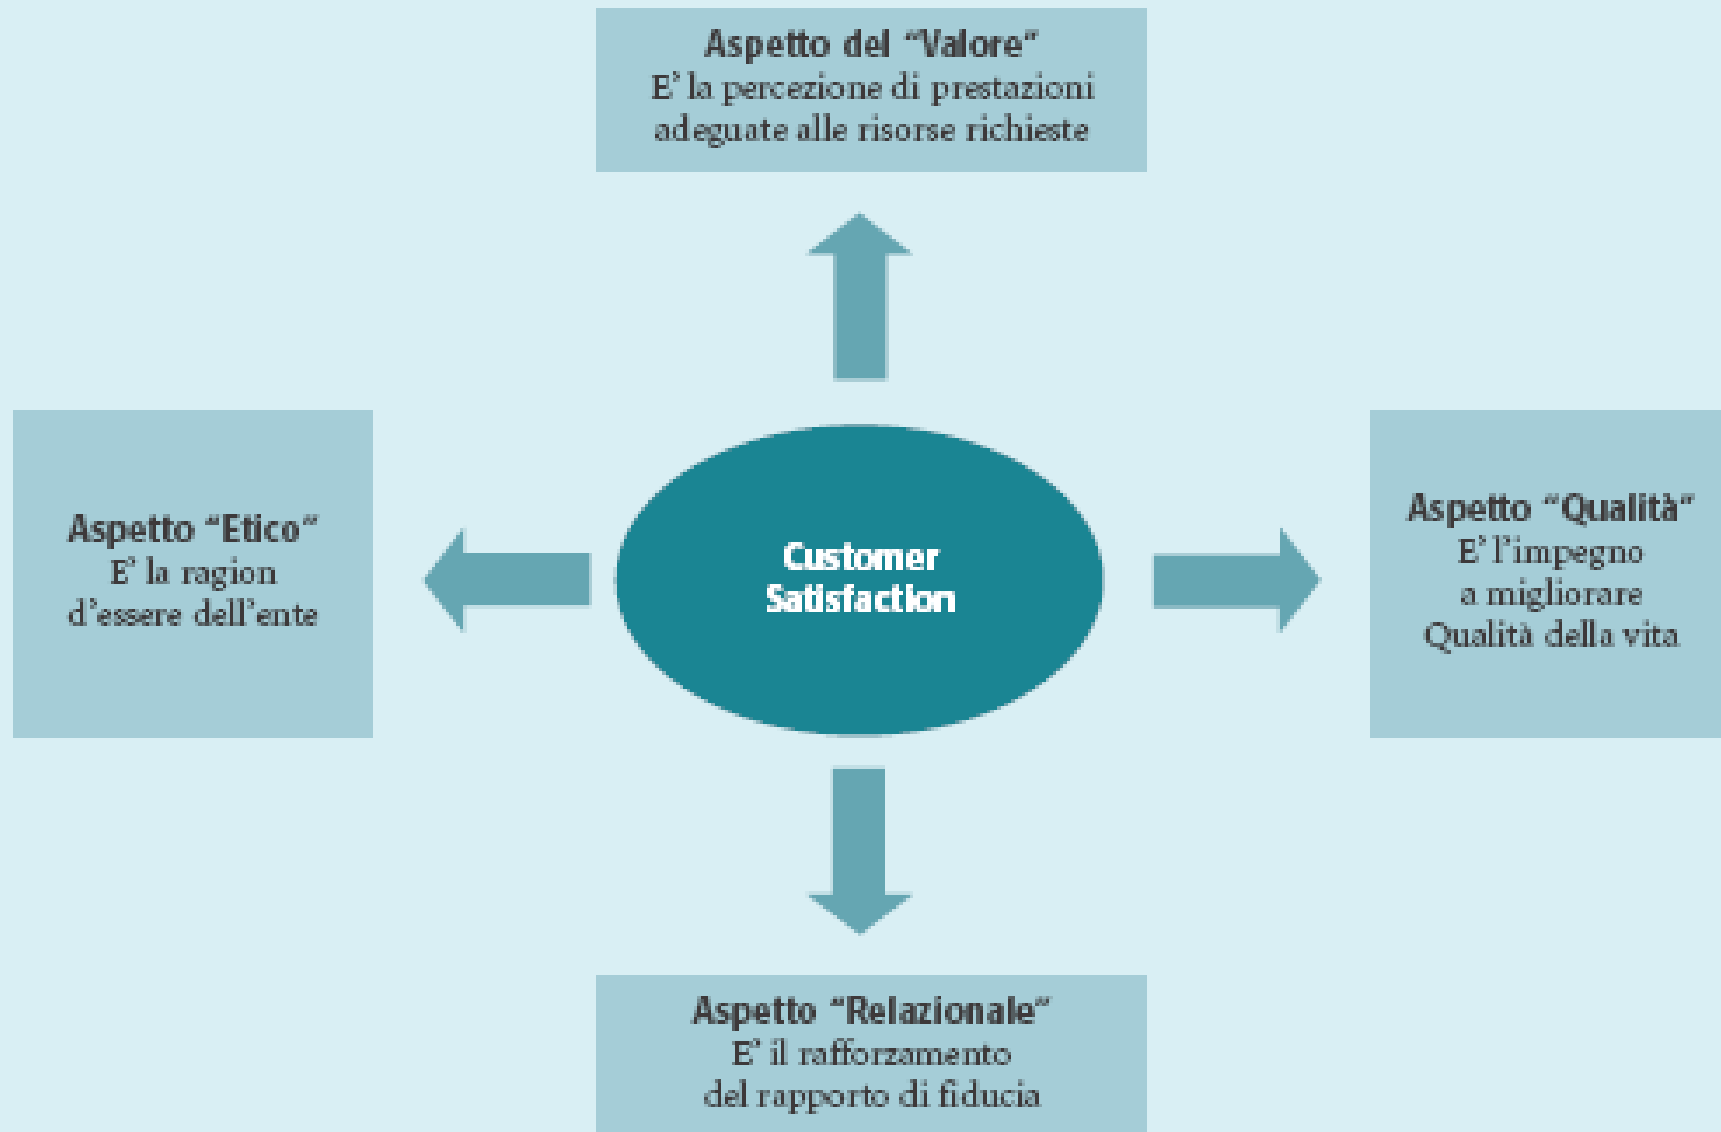 Aspetto del “Valore”
E’ la percezione di prestazioni
adeguate alle risorse richieste
Aspetto “Etico”
E’ la ragion
d’essere dell’ente
Customer
Satisfaction
Aspetto “Qualità”
E’ l’impegno
a migliorare
Qualità della vita
Aspetto “Relazionale”
E’ il rafforzamento
del rapporto di fiducia